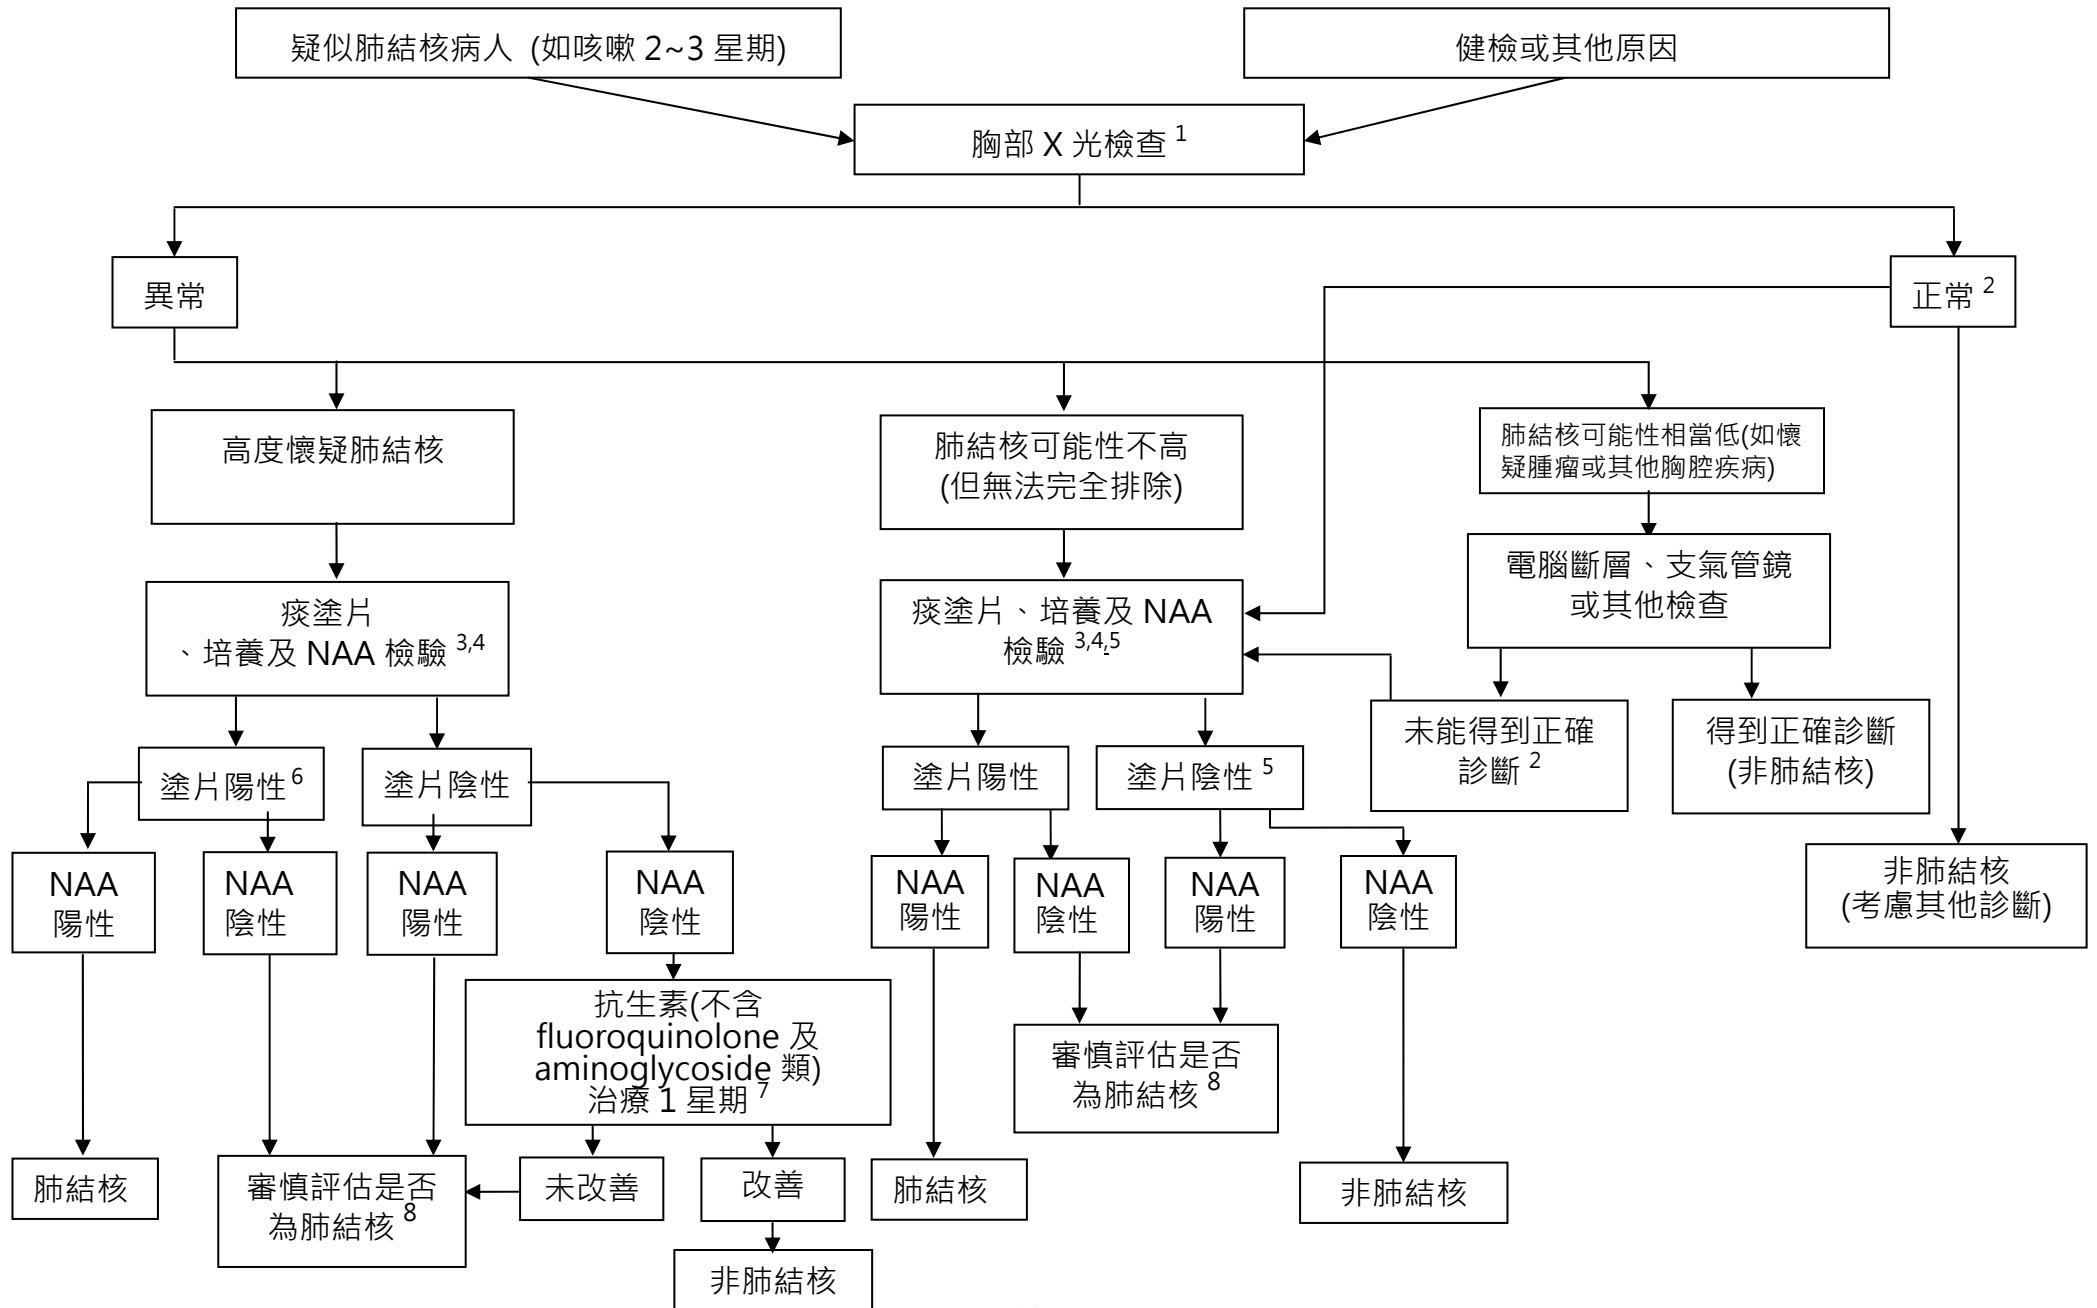 疑似肺結核病人 (如咳嗽 2~3 星期)
健檢或其他原因
胸部 X 光檢查 1
異常
正常 2
高度懷疑肺結核
肺結核可能性不高
(但無法完全排除)
肺結核可能性相當低(如懷
疑腫瘤或其他胸腔疾病)
電腦斷層、支氣管鏡
或其他檢查
痰塗片
、培養及 NAA 檢驗 3,4
痰塗片、培養及 NAA
檢驗 3,4,5
未能得到正確
診斷 2
得到正確診斷
(非肺結核)
塗片陽性 6
塗片陰性
塗片陽性
塗片陰性 5
NAA
陽性
NAA
陰性
NAA
陽性
NAA
陰性
NAA
陽性
NAA
陰性
NAA
陽性
NAA
陰性
非肺結核
(考慮其他診斷)
抗生素(不含
fluoroquinolone 及
aminoglycoside 類)
治療 1 星期 7
審慎評估是否
為肺結核 8
肺結核
審慎評估是否
為肺結核 8
未改善
改善
肺結核
非肺結核
非肺結核